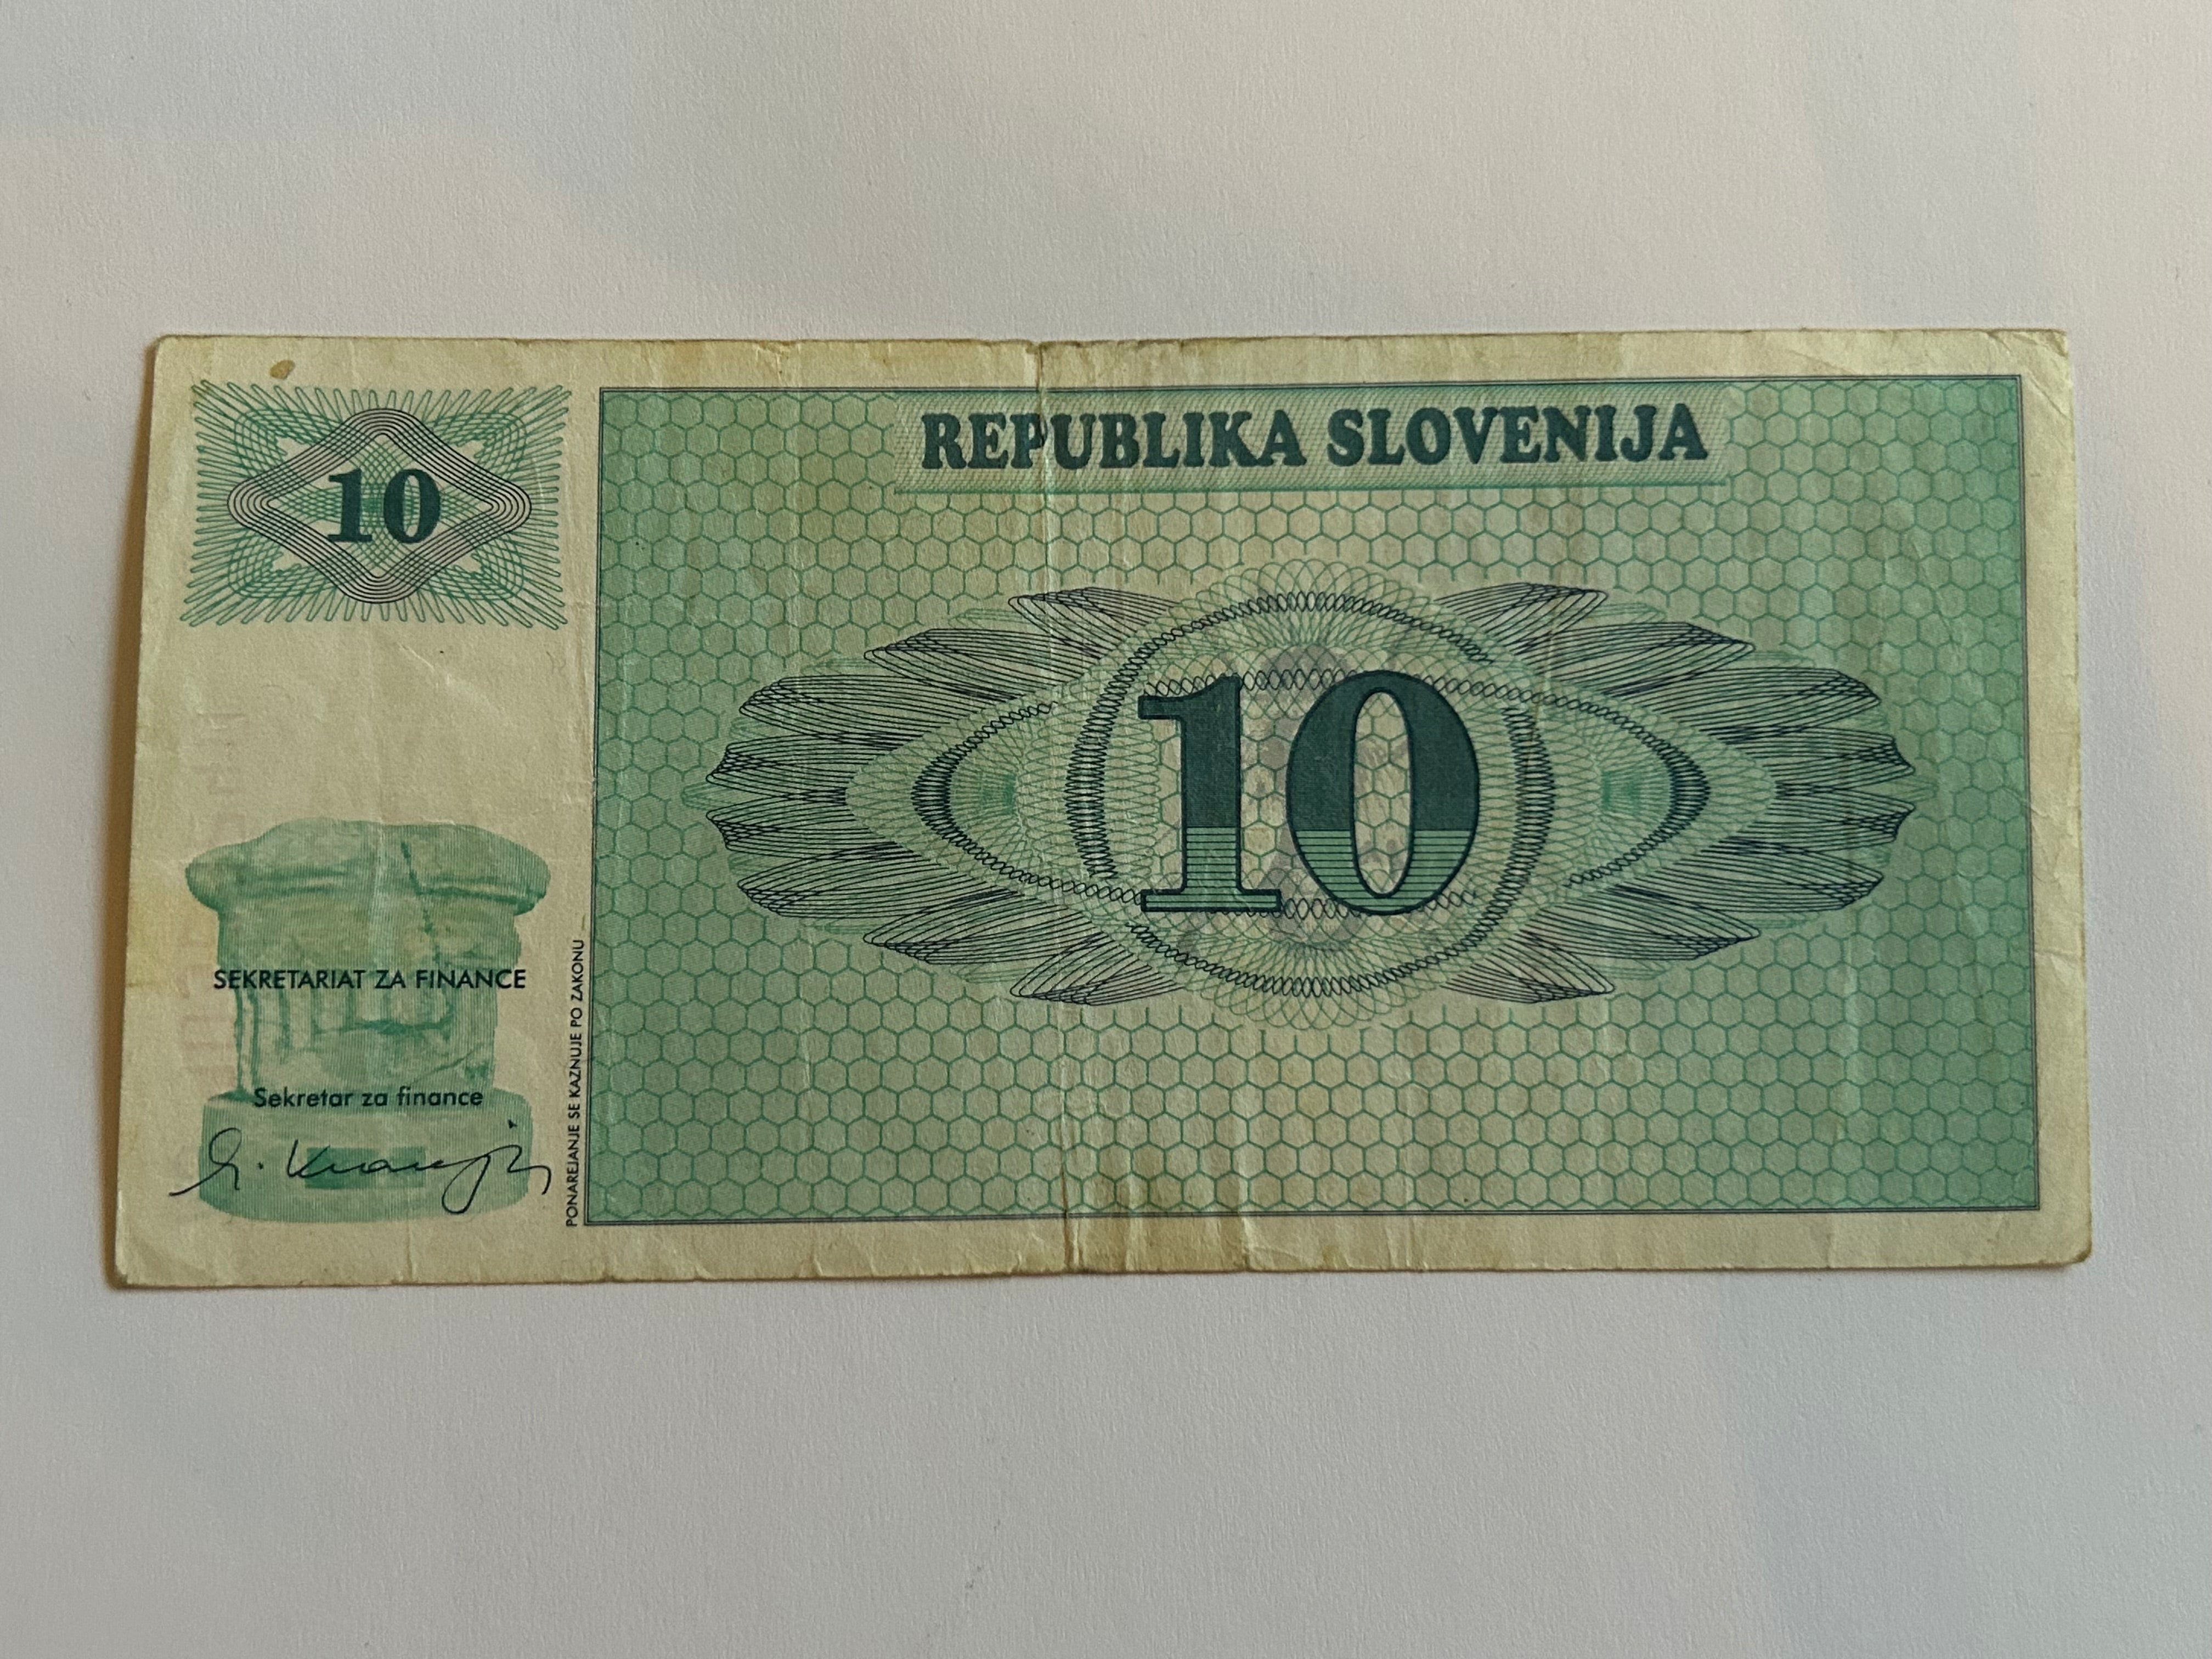 10
REPUBLIKA SLOVENIJA
10
SEKRETARIAT ZA FINANCE
Sekretar za finance
PONAREJANJE SE KAZNUJE PO ZAKONU